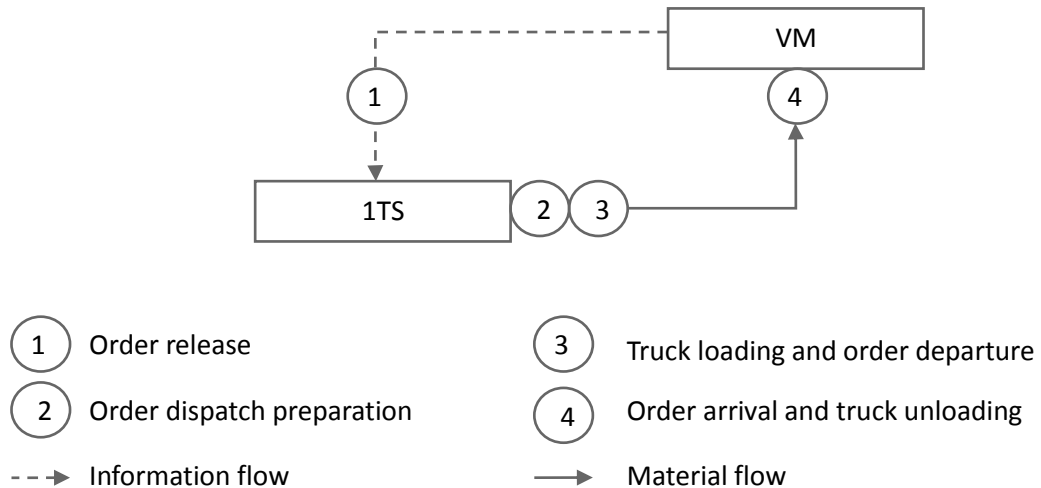 VM
1
4
1TS
2
3
1 Order release
3 Truck loading and order departure
2 Order dispatch preparation
4 Order arrival and truck unloading
Information flow
Material flow